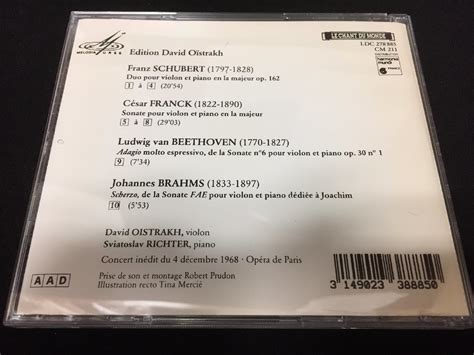 MELODIA
Edition David Oïstrakh
LE CHANT DU MONDE
LDC 278 885
CM 211
harmonia
mundi
FRANCE
Franz SCHUBERT (1797-1828)
Duo pour violon et piano en la majeur op. 162
1 à 4 (20'54)
César FRANCK (1822-1890)
Sonate pour violon et piano en la majeur
5 à 8 (29'03)
Ludwig van BEETHOVEN (1770-1827)
Adagio molto espressivo, de la Sonate n°6 pour violon et piano op. 30 n° 1
9 (7'34)
Johannes BRAHMS (1833-1897)
Scherzo, de la Sonate FAE pour violon et piano dédiée à Joachim
10 (5'53)
David OISTRAKH, violon
Sviatoslav RICHTER, piano
Concert inédit du 4 décembre 1968 · Opéra de Paris
Prise de son et montage Robert Prudon
Illustration recto Tina Mercié
AAD
3 149023 388850